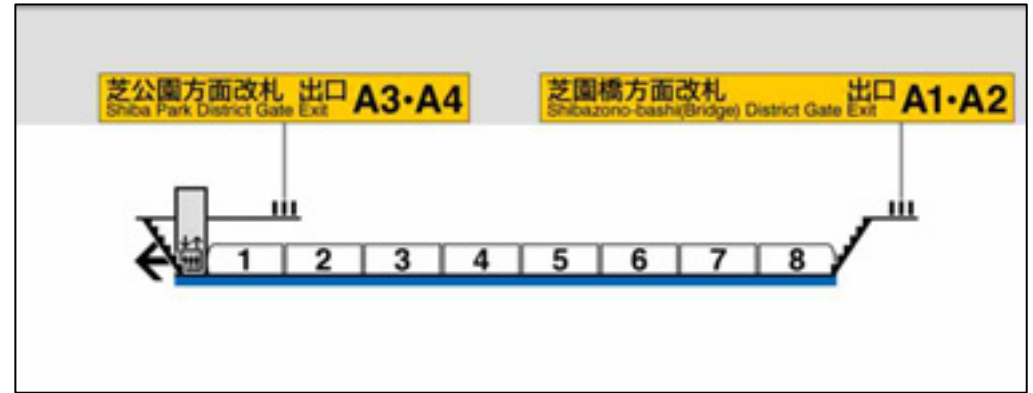 芝公園方面改札 出口 A3・A4
Shiba Park District Gate Exit
芝園橋方面改札 出口 A1・A2
Shibazono-bashi(Bridge) District Gate Exit
1 2 3 4 5 6 7 8